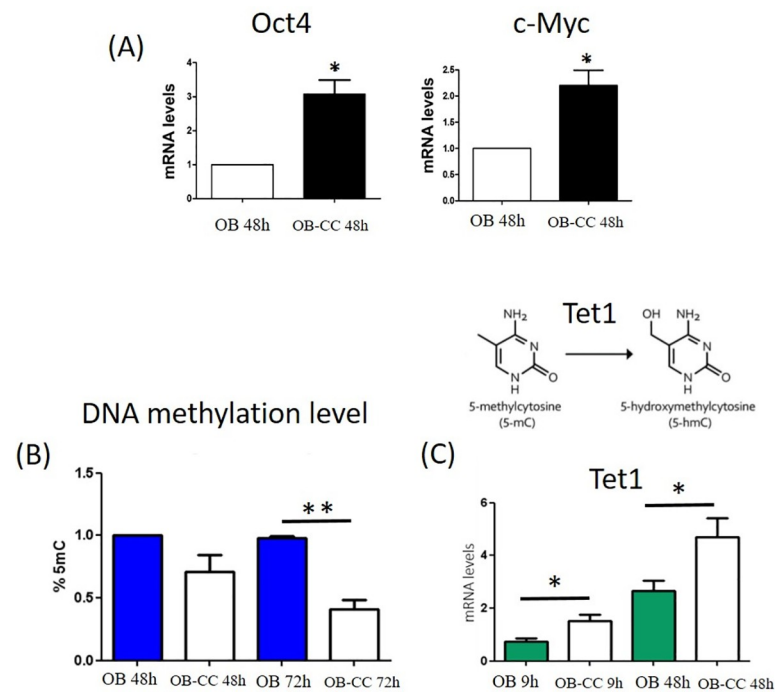 (A)
Oct4
c-Myc
mRNA levels
4
3
2
1
0
*
OB 48h
OB-CC 48h
mRNA levels
2.5
2.0
1.5
1.0
0.5
0.0
*
OB 48h
OB-CC 48h
Tet1
NH₂
N
N
H
O
OH
NH₂
N
N
H
O
5-methylcytosine
(5-mC)
5-hydroxymethylcytosine
(5-hmC)
DNA methylation level
(B)
% 5mC
1.5
1.0
0.5
0.0
**
OB 48h
OB-CC 48h
OB 72h
OB-CC 72h
(C)
Tet1
mRNA levels
6
4
2
0
*
*
OB 9h
OB-CC 9h
OB 48h
OB-CC 48h